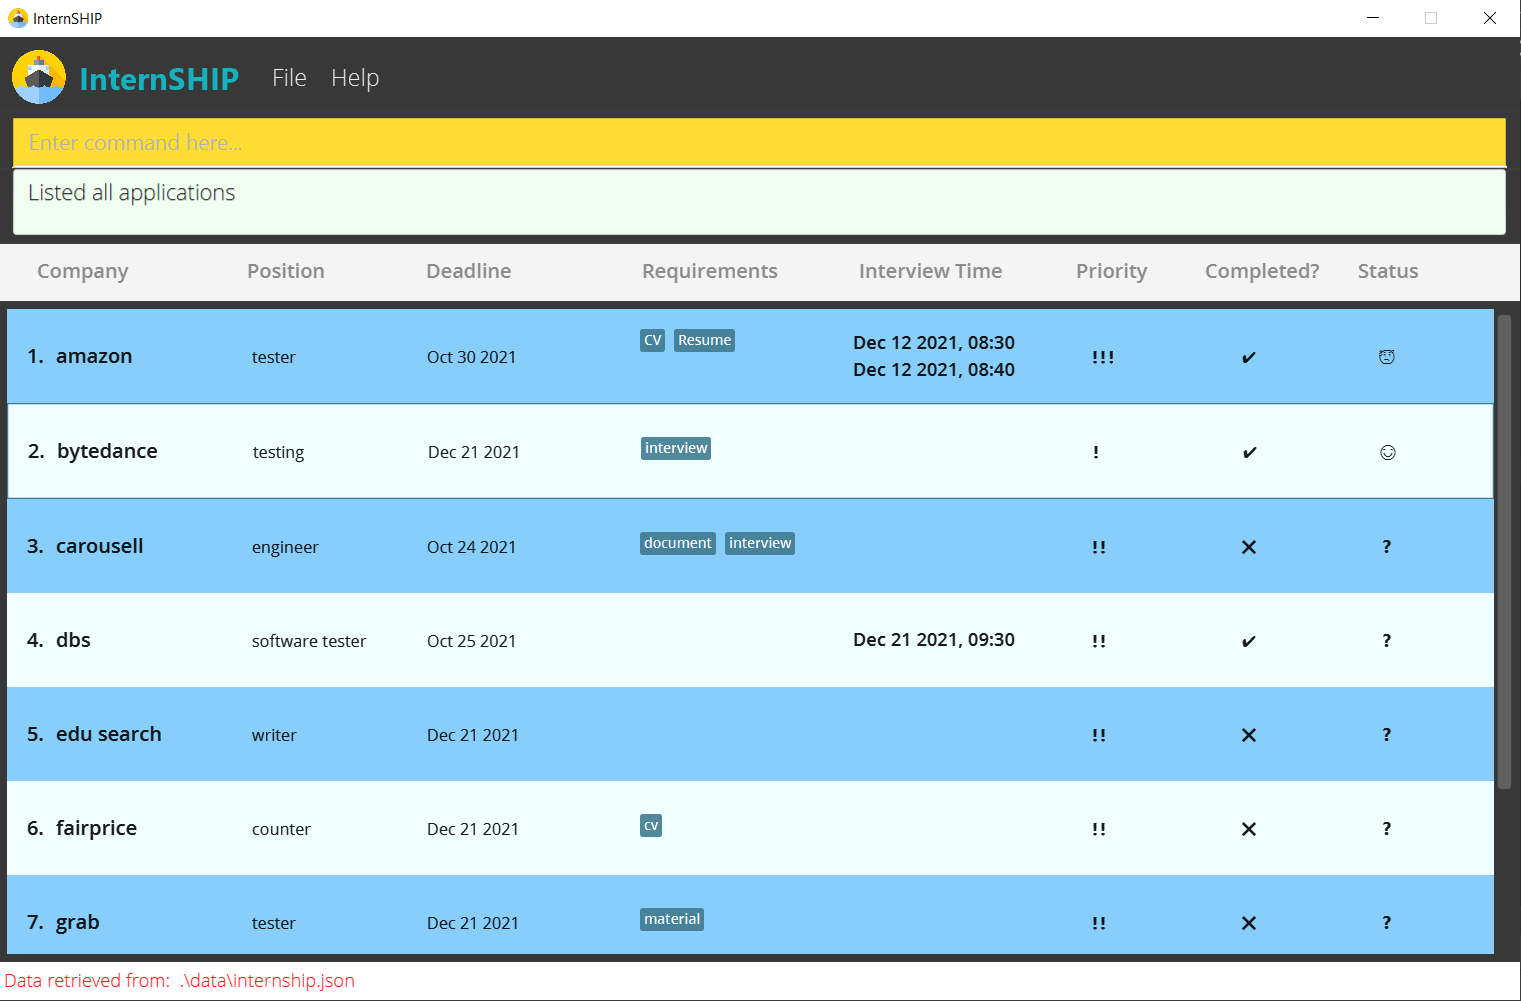 InternSHIP
InternSHIP File Help
Enter command here...
Listed all applications
Company Position Deadline Requirements Interview Time Priority Completed? Status
1. amazon tester Oct 30 2021 CV Resume Dec 12 2021, 08:30 !!! ✔
Dec 12 2021, 08:40
2. bytedance testing Dec 21 2021 interview ! ✔ ☺
3. carousell engineer Oct 24 2021 document interview !! ✕ ?
4. dbs software tester Oct 25 2021 Dec 21 2021, 09:30 !! ✔ ?
5. edu search writer Dec 21 2021 !! ✕ ?
6. fairprice counter Dec 21 2021 cv !! ✕ ?
7. grab tester Dec 21 2021 material !! ✕ ?
Data retrieved from: .\data\internship.json